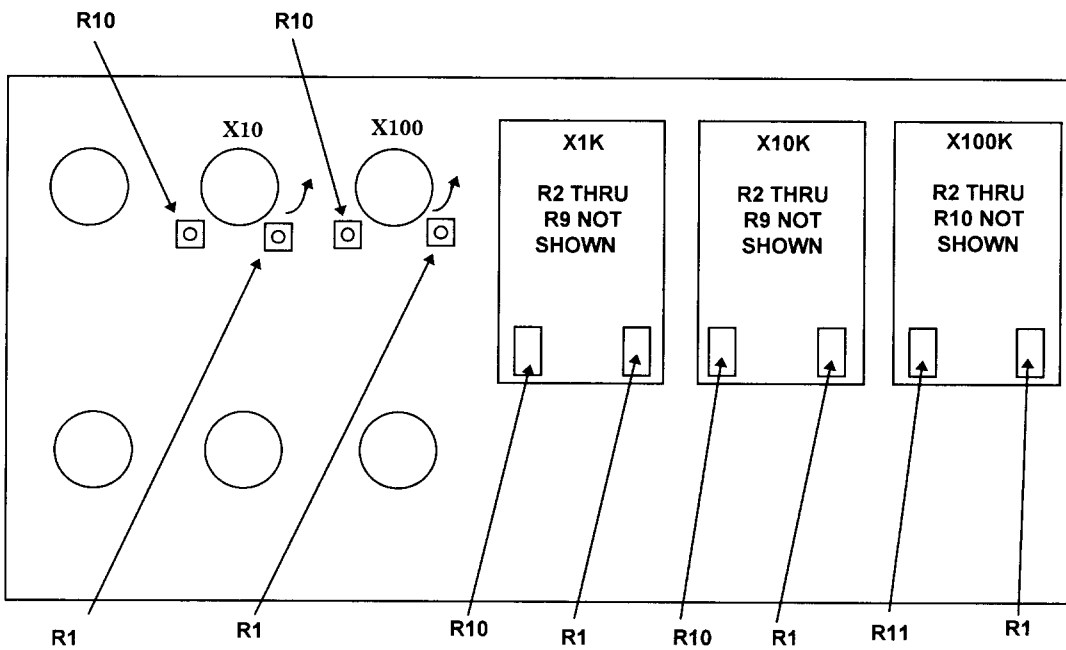 R10
R10
X10
X100
X1K
R2 THRU
R9 NOT
SHOWN
X10K
R2 THRU
R9 NOT
SHOWN
X100K
R2 THRU
R10 NOT
SHOWN
R1
R1
R10
R1
R10
R1
R11
R1